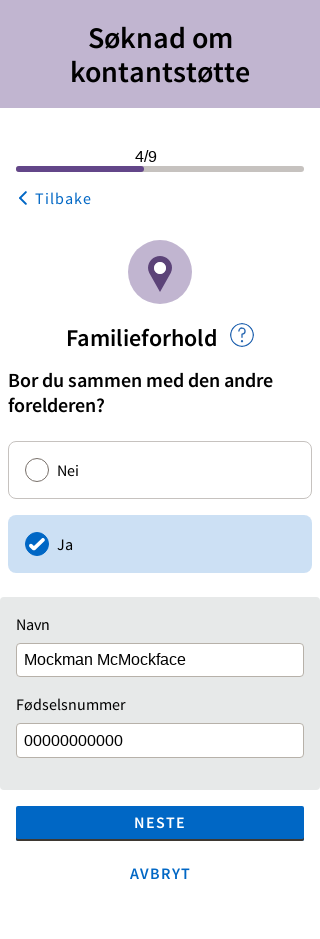 Søknad om
kontantstøtte
4/9
Tilbake
Familieforhold ?
Bor du sammen med den andre
forelderen?
Nei
Ja
Navn
Mockman McMockface
Fødselsnummer
00000000000
NESTE
AVBRYT